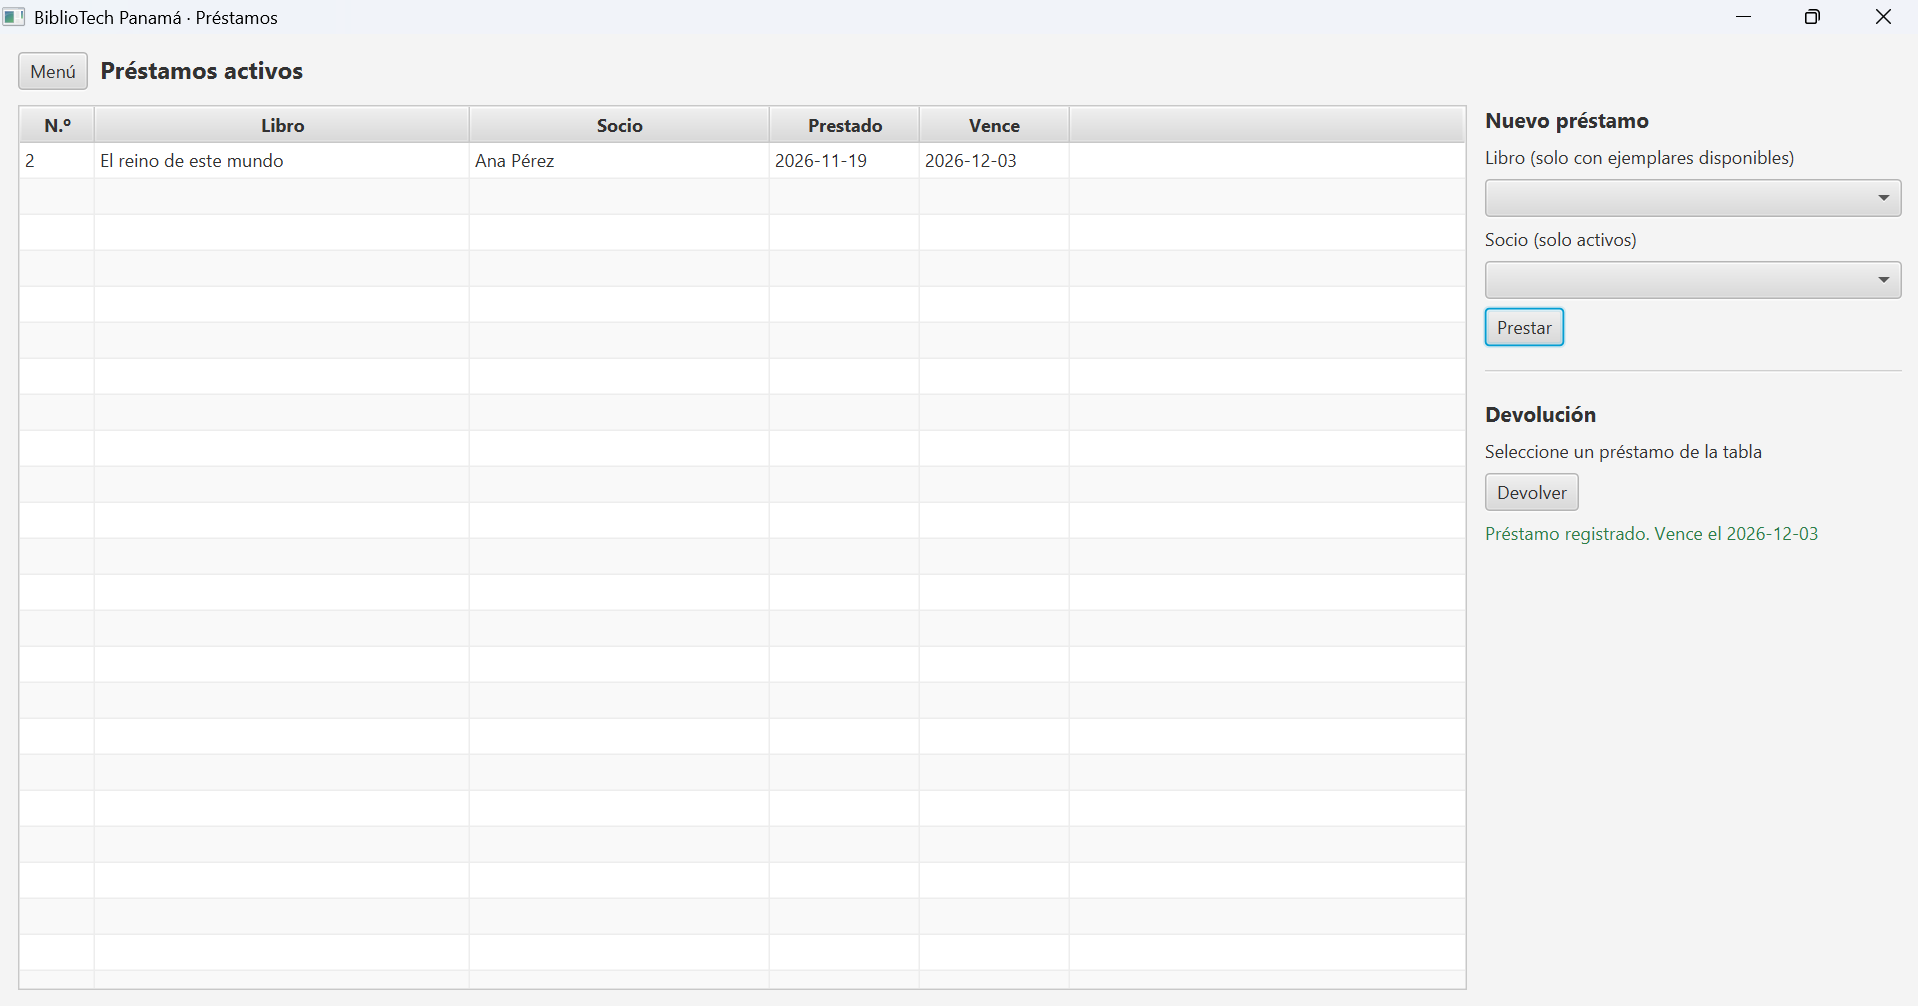 BiblioTech Panamá · Préstamos
Menú
Préstamos activos
N.º Libro Socio Prestado Vence
2 El reino de este mundo Ana Pérez 2026-11-19 2026-12-03
Nuevo préstamo
Libro (solo con ejemplares disponibles)
Socio (solo activos)
Prestar
Devolución
Seleccione un préstamo de la tabla
Devolver
Préstamo registrado. Vence el 2026-12-03